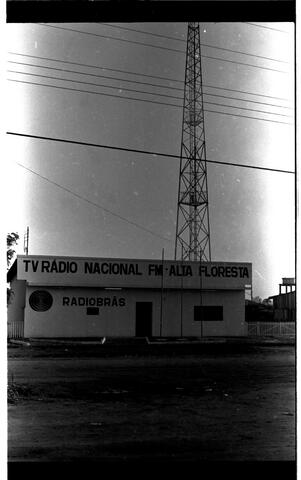 TV RÁDIO NACIONAL FM-ALTA FLORESTA
RADIOBRÁS